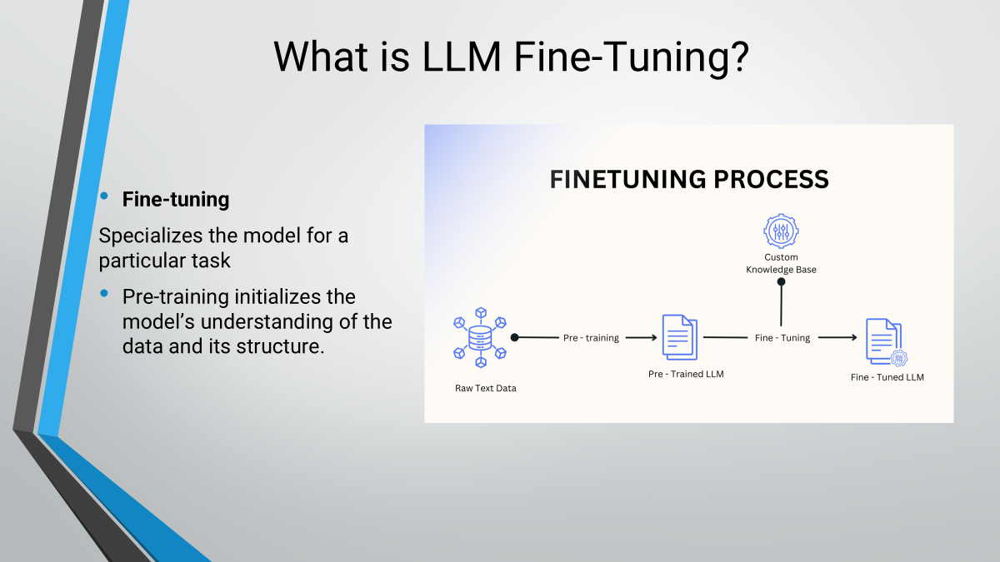 What is LLM Fine-Tuning?
• Fine-tuning
Specializes the model for a
particular task
• Pre-training initializes the
model’s understanding of the
data and its structure.
FINETUNING PROCESS
Custom
Knowledge Base
Pre - training
Fine - Tuning
Raw Text Data
Pre - Trained LLM
Fine - Tuned LLM